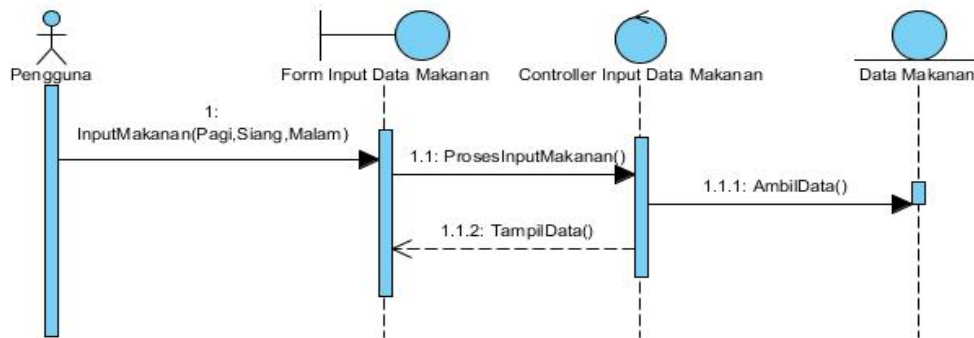 Pengguna
Form Input Data Makanan
Controller Input Data Makanan
Data Makanan
1:
InputMakanan(Pagi,Siang,Malam)
1.1: ProsesInputMakanan()
1.1.1: AmbilData()
1.1.2: TampilData()